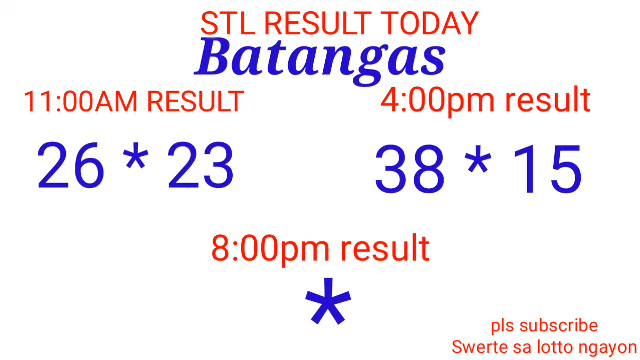 STL RESULT TODAY
Batangas
11:00AM RESULT
4:00pm result
26 * 23
38 * 15
8:00pm result
*
pls subscribe
Swerte sa lotto ngayon